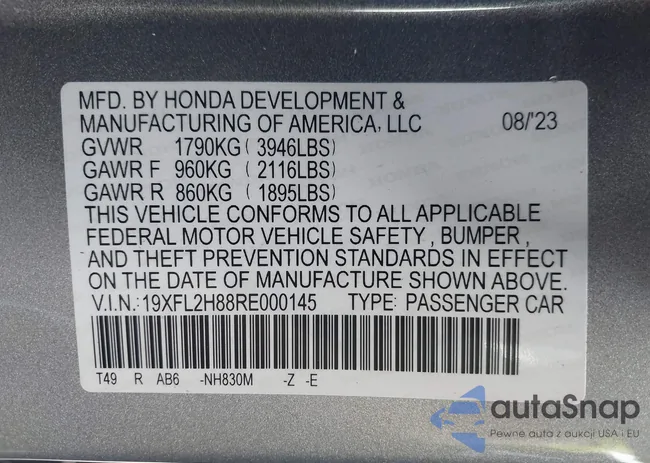 MFD. BY HONDA DEVELOPMENT &
MANUFACTURING OF AMERICA, LLC 08/'23
GVWR 1790KG ( 3946LBS)
GAWR F 960KG ( 2116LBS)
GAWR R 860KG ( 1895LBS)
THIS VEHICLE CONFORMS TO ALL APPLICABLE
FEDERAL MOTOR VEHICLE SAFETY , BUMPER ,
AND THEFT PREVENTION STANDARDS IN EFFECT
ON THE DATE OF MANUFACTURE SHOWN ABOVE.
V.I.N.: 19XFL2H88RE000145 TYPE: PASSENGER CAR
T49 R AB6 -NH830M -Z -E
autaSnap
Pewne auta z aukcji USA i EU